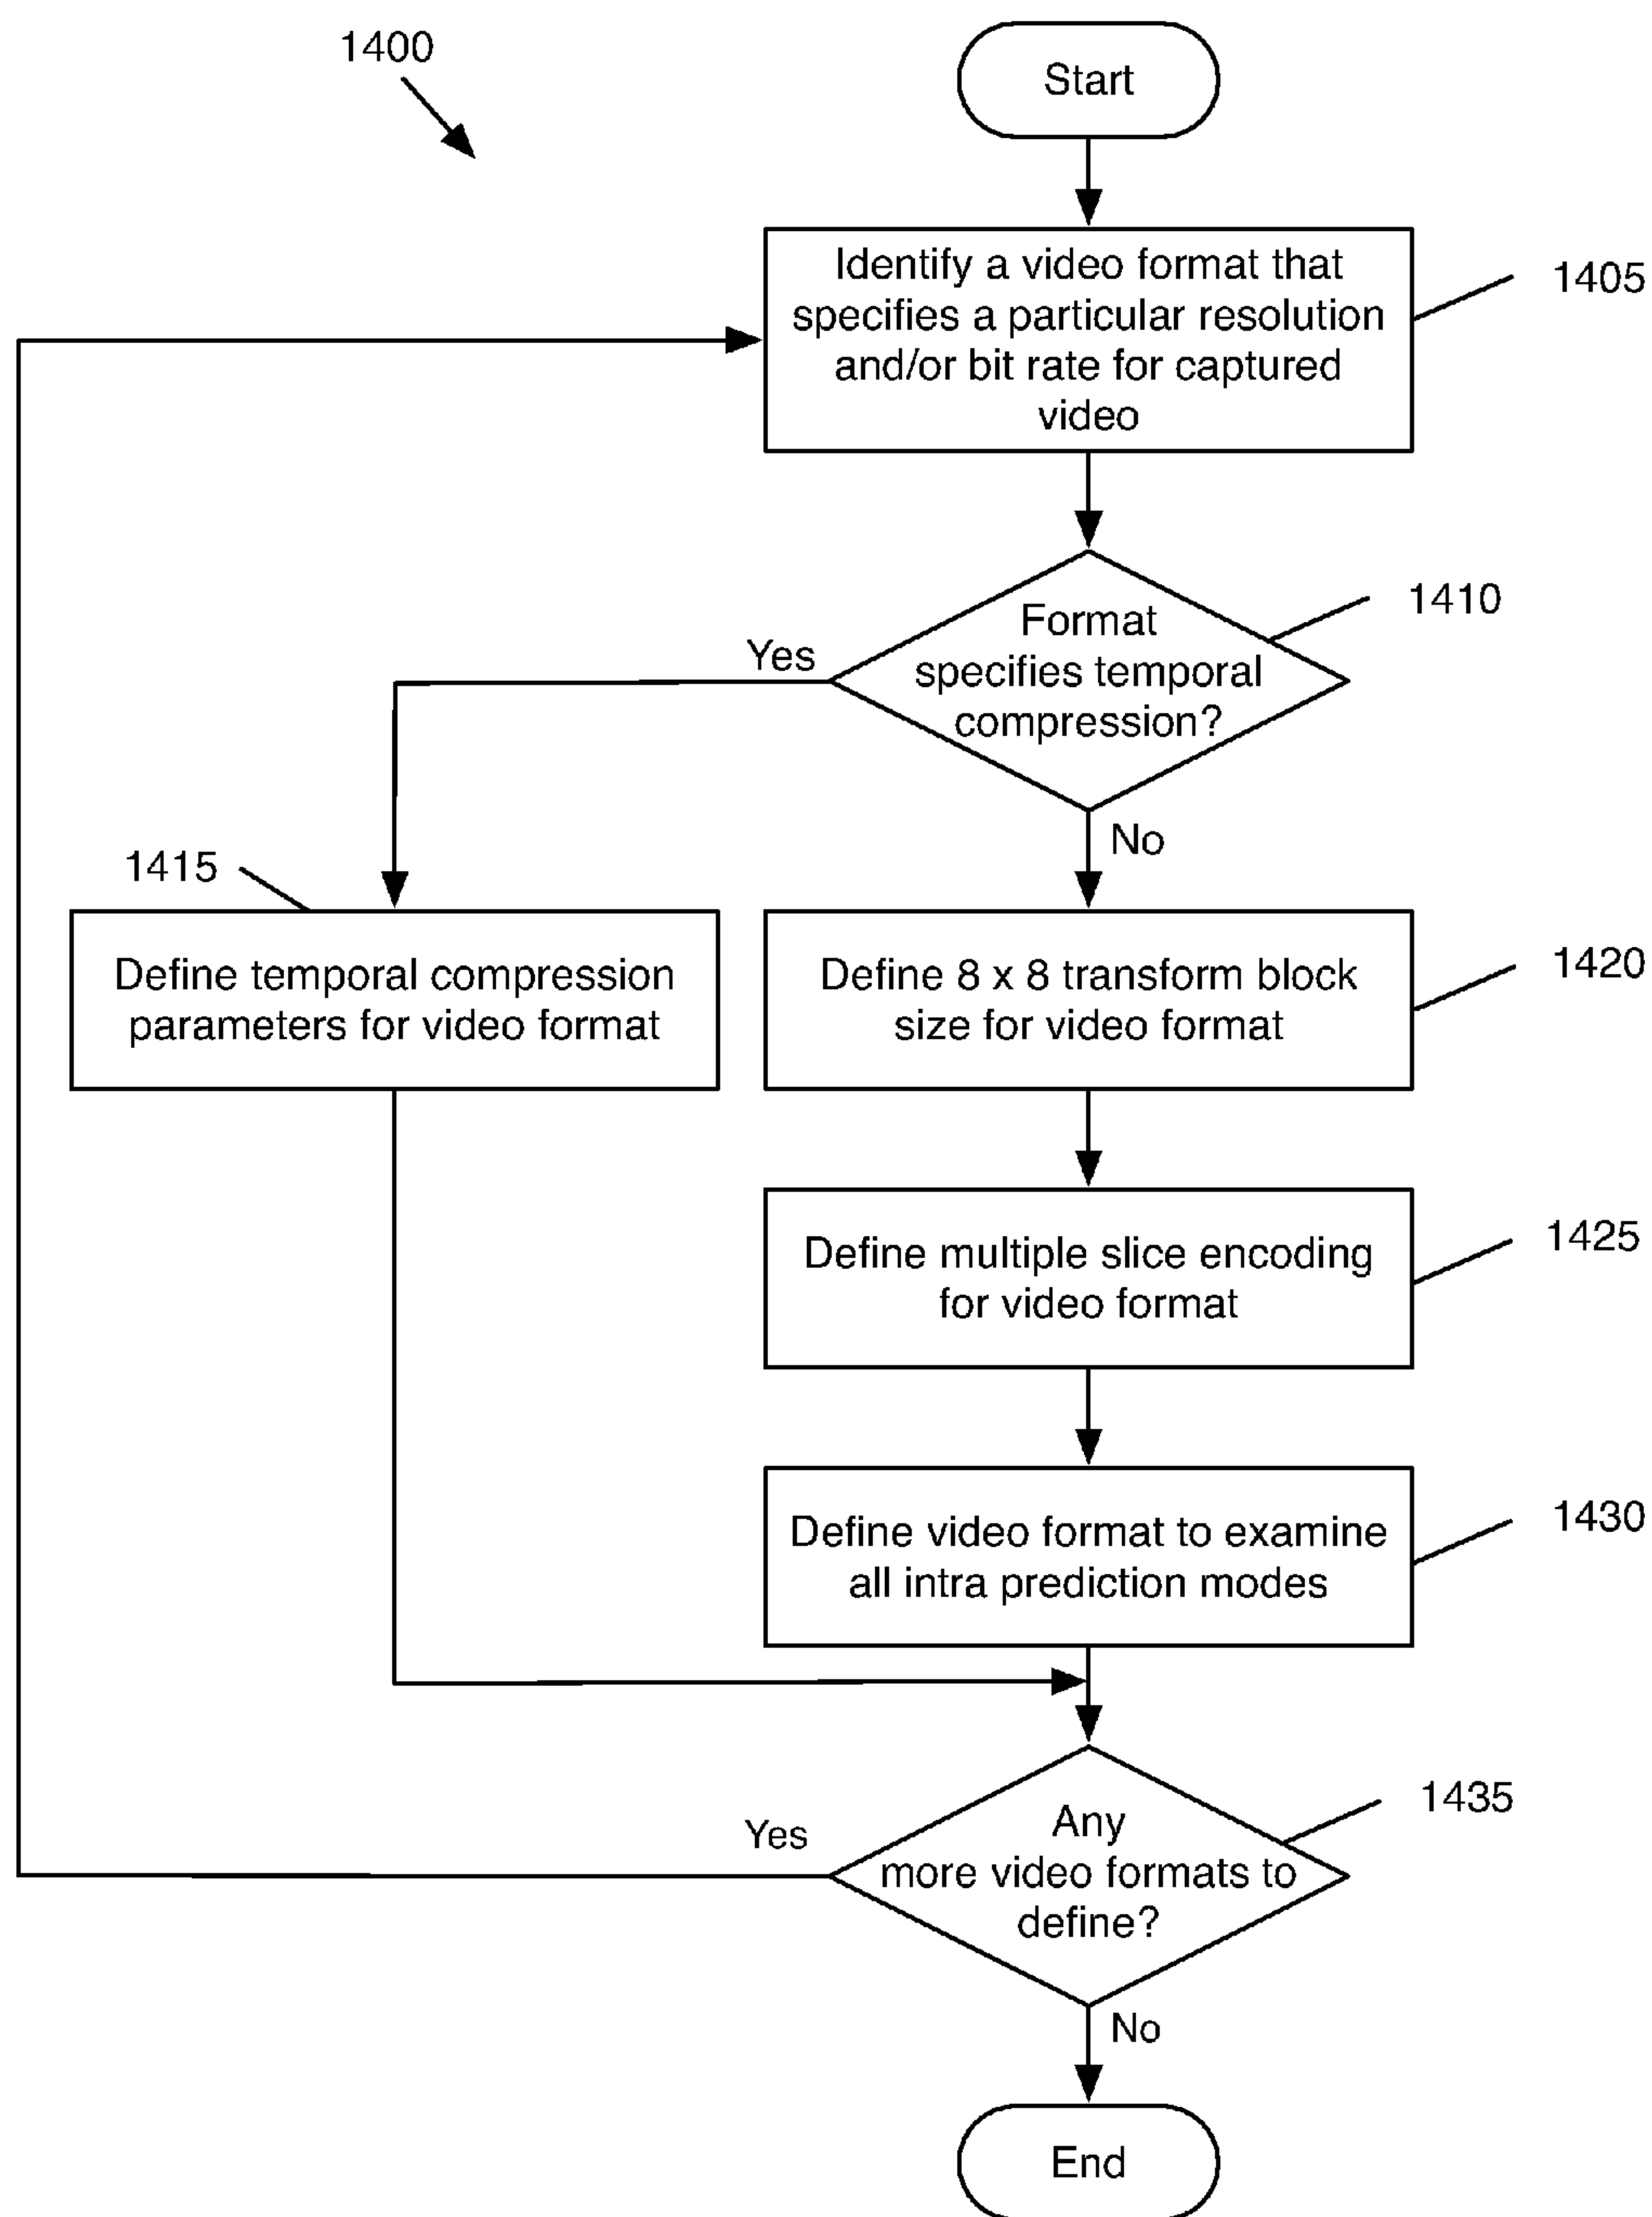 1400
Start
Identify a video format that
specifies a particular resolution
and/or bit rate for captured
video
1405
Format
specifies temporal
compression?
1410
Yes
No
1415
Define temporal compression
parameters for video format
Define 8 x 8 transform block
size for video format
1420
Define multiple slice encoding
for video format
1425
Define video format to examine
all intra prediction modes
1430
Any
more video formats to
define?
1435
Yes
No
End